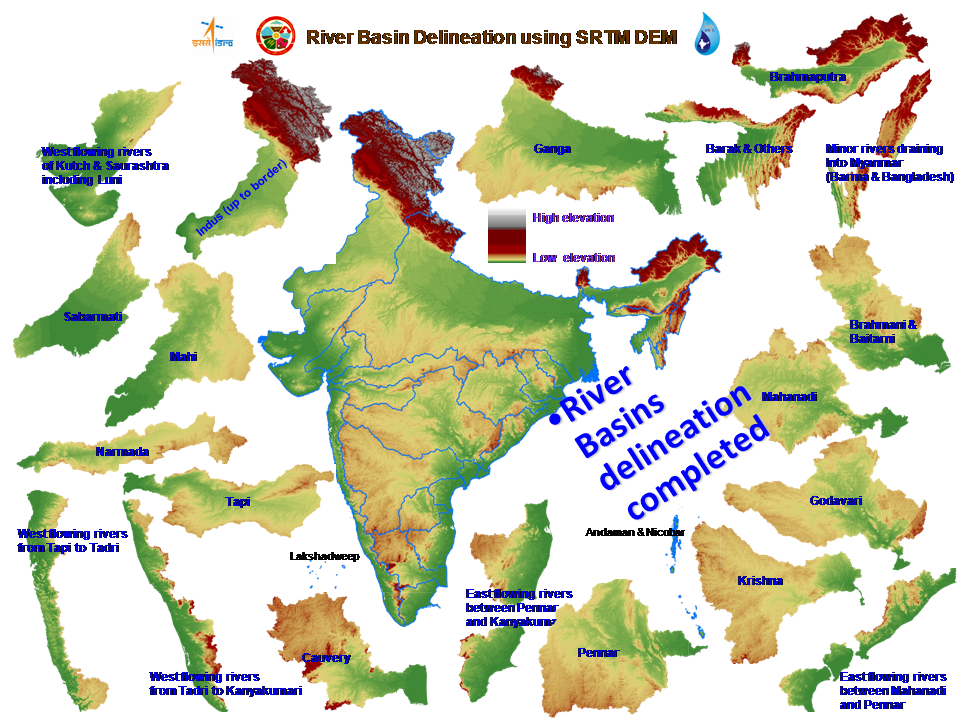 इसरो isro
River Basin Delineation using SRTM DEM
Brahmaputra
West flowing rivers
of Kutch & Saurashtra
including Luni
Indus (up to border)
Ganga
Barak & Others
Minor rivers draining
into Myanmar
(Barma & Bangladesh)
High elevation
Low elevation
Sabarmati
Mahi
Brahmani &
Baitarni
Mahanadi
•River
Basins
delineation
completed
Narmada
Tapi
Godavari
West flowing rivers
from Tapi to Tadri
Lakshadweep
Andaman & Nicobar
Krishna
East flowing rivers
between Pennar
and Kanyakuma
Cauvery
Pennar
West flowing rivers
from Tadri to Kanyakumari
East flowing rivers
between Mahanadi
and Pennar